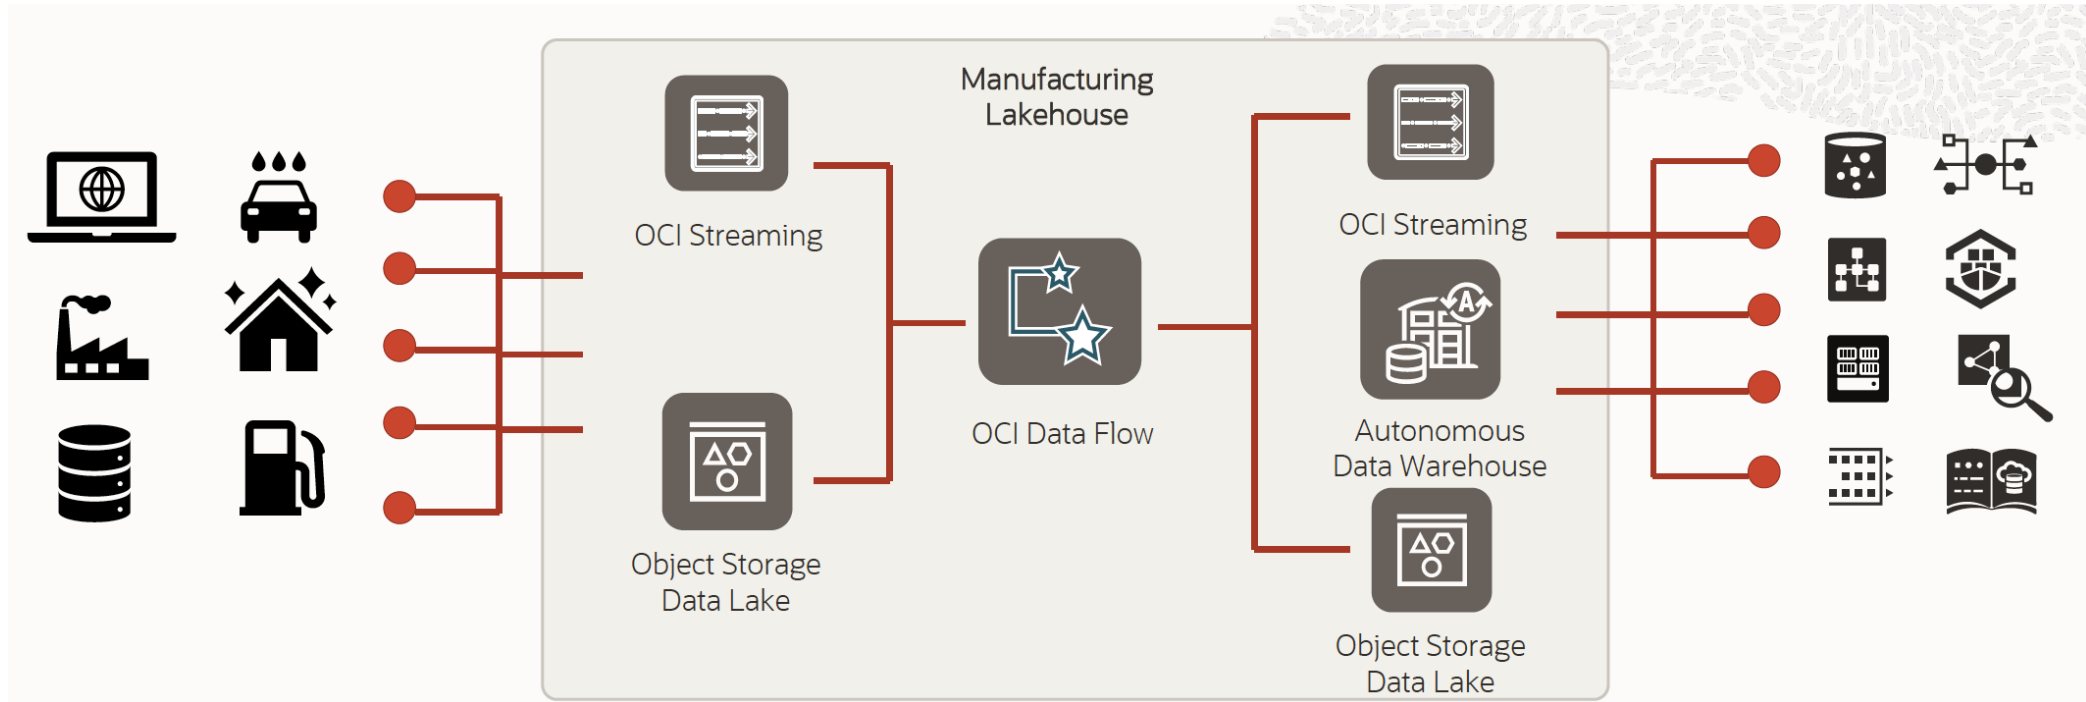 Manufacturing
Lakehouse
OCI Streaming
Object Storage
Data Lake
OCI Data Flow
OCI Streaming
A
Autonomous
Data Warehouse
Object Storage
Data Lake